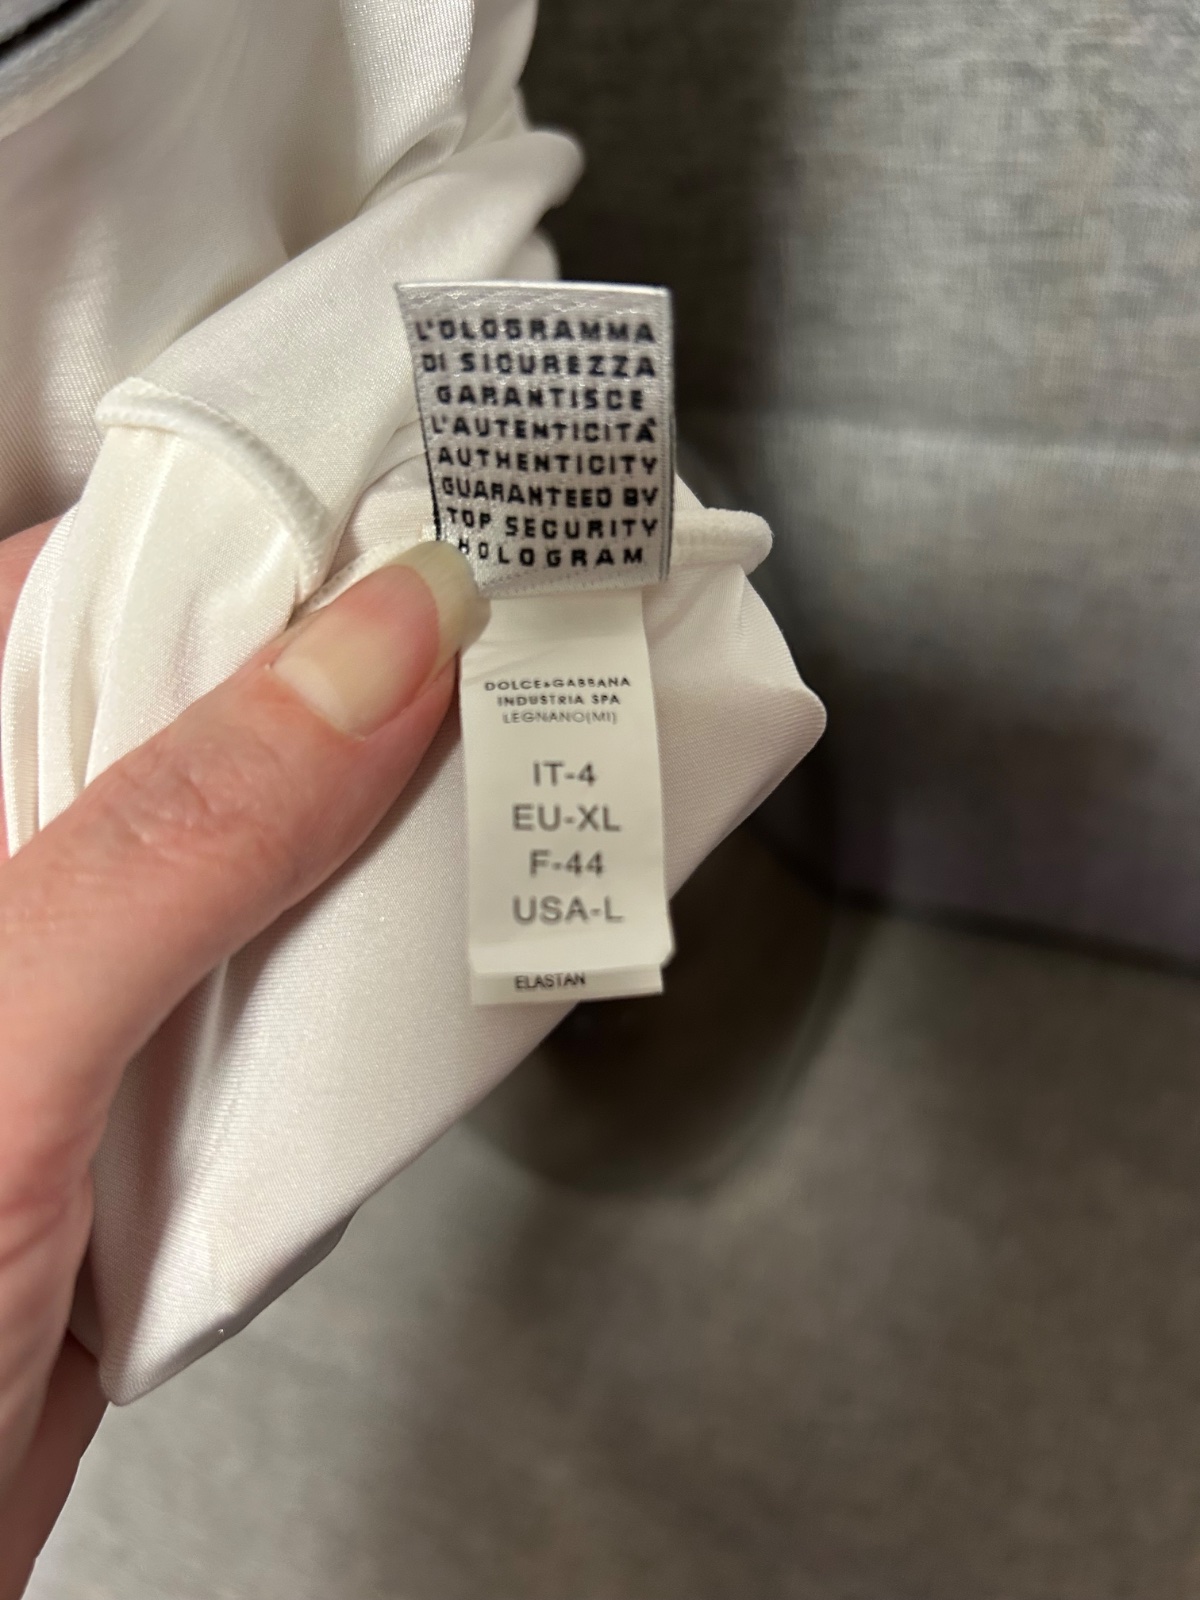 L'OLOGRAMMA
DI SICUREZZA
GARANTISCE
L'AUTENTICITÀ
AUTHENTICITY
GUARANTEED BY
TOP SECURITY
HOLOGRAM
DOLCE&GABBANA
INDUSTRIA SPA
LEGNANO(MI)
IT-4
EU-XL
F-44
USA-L
ELASTAN